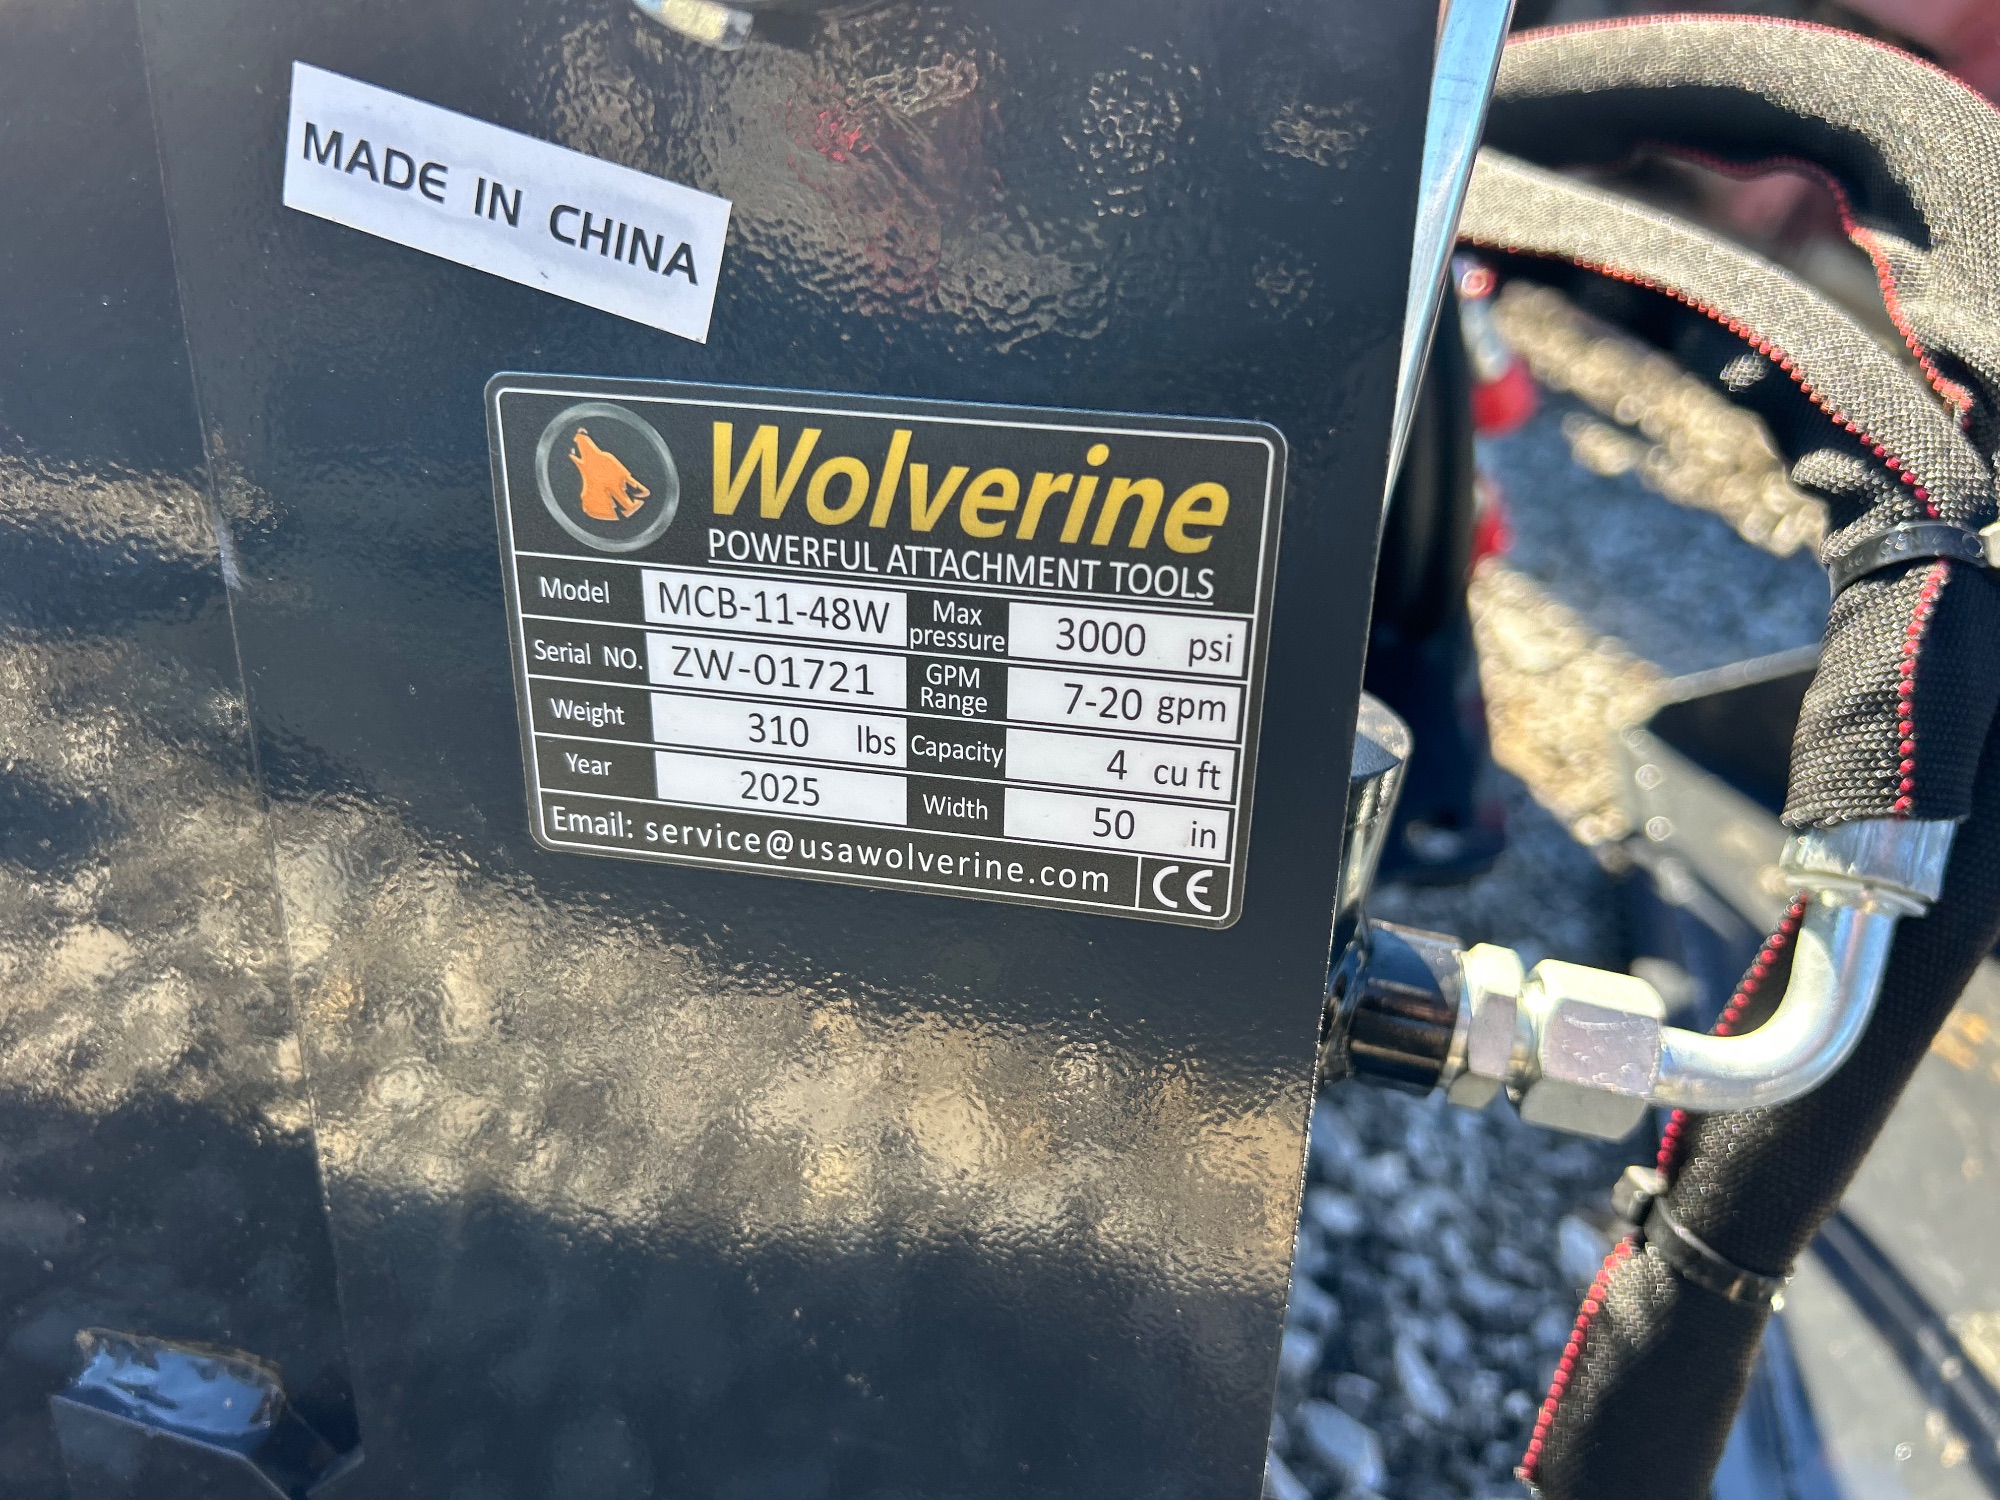 MADE IN CHINA
Wolverine
POWERFUL ATTACHMENT TOOLS
Model MCB-11-48W Max pressure 3000 psi
Serial NO. ZW-01721 GPM Range 7-20 gpm
Weight 310 lbs Capacity 4 cu ft
Year 2025 Width 50 in
Email: service@usawolverine.com CE